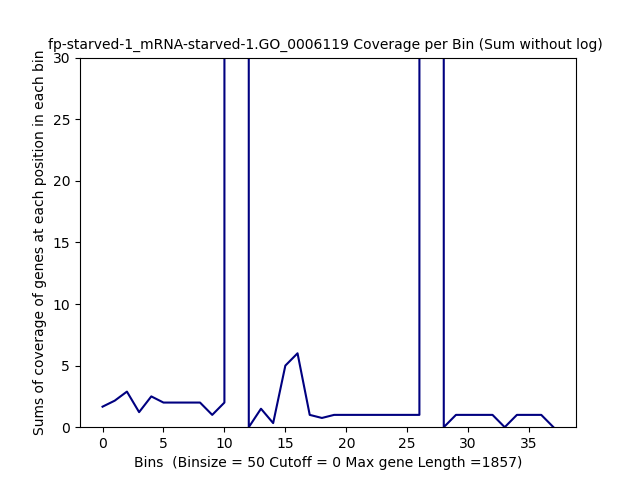 fp-starved-1_mRNA-starved-1.GO_0006119 Coverage per Bin (Sum without log)
Sums of coverage of genes at each position in each bin
30
25
20
15
10
5
0
0 5 10 15 20 25 30 35
Bins  (Binsize = 50 Cutoff = 0 Max gene Length =1857)